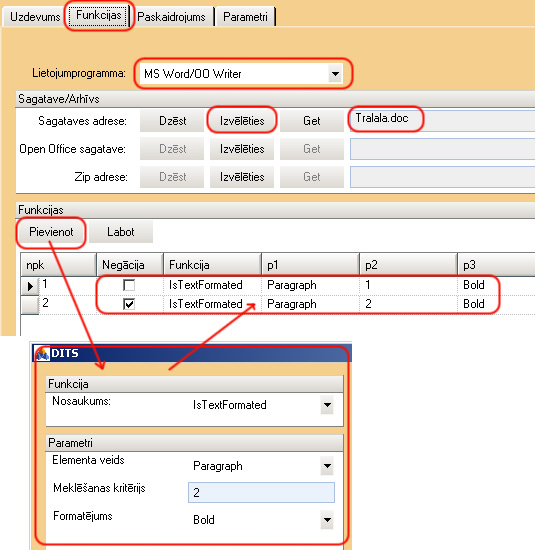 Uzdevums Funkcijas Paskaidrojums Parametri
Lietojumprogramma: MS Word/OO Writer
Sagatave/Arhīvs
Sagataves adrese: Dzēst Izvēlēties Get Tralala.doc
Open Office sagatave: Dzēst Izvēlēties Get
Zip adrese: Dzēst Izvēlēties Get
Funkcijas
Pievienot Labot
npk Negācija Funkcija p1 p2 p3
1 IsTextFormated Paragraph 1 Bold
2 IsTextFormated Paragraph 2 Bold
DITS
Funkcija
Nosaukums: IsTextFormated
Parametri
Elementa veids Paragraph
Meklēšanas kritērijs 2
Formatējums Bold